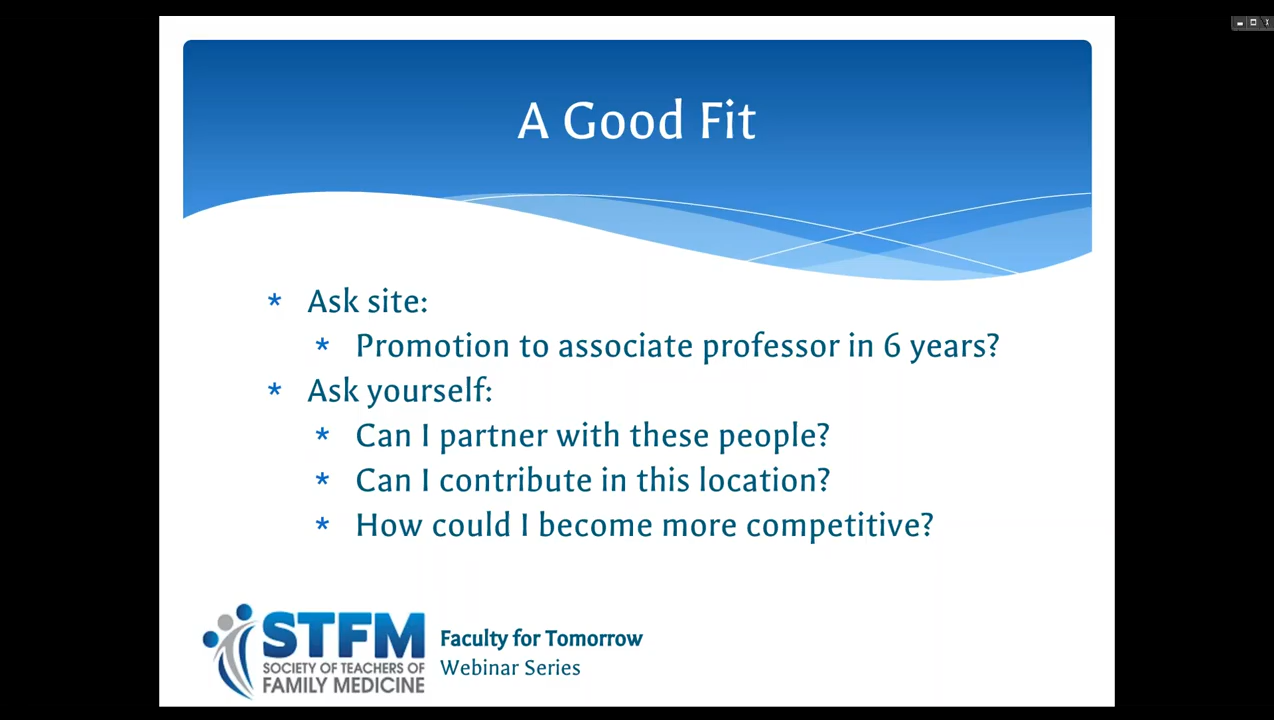 A Good Fit
* Ask site:
* Promotion to associate professor in 6 years?
* Ask yourself:
* Can I partner with these people?
* Can I contribute in this location?
* How could I become more competitive?
STFM
SOCIETY OF TEACHERS OF
FAMILY MEDICINE
Faculty for Tomorrow
Webinar Series